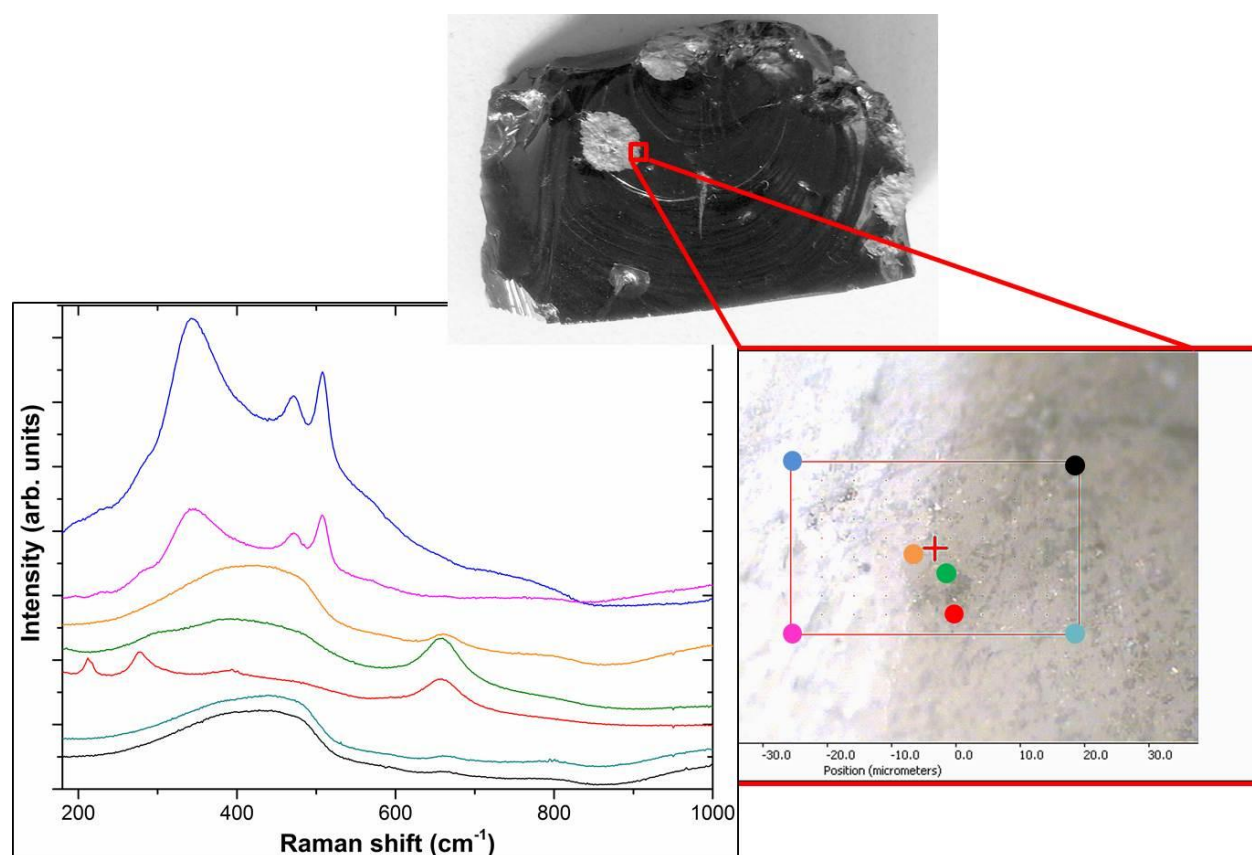 Intensity (arb. units)
200 400 600 800 1000
Raman shift (cm⁻¹)
-30.0 -20.0 -10.0 0.0 10.0 20.0 30.0
Position (micrometers)